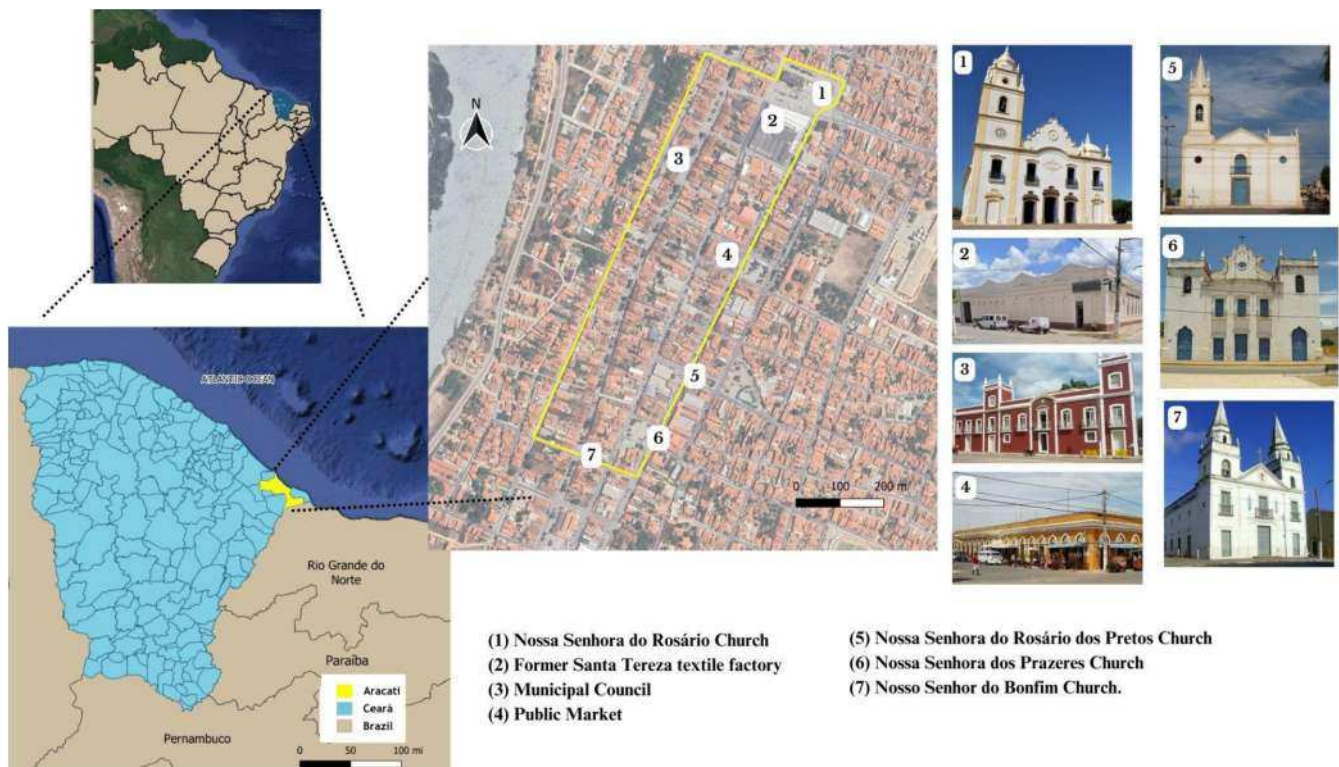 N
1
2
3
4
5
6
7
0 100 200 m
1
2
3
4
5
6
7
ATLANTIC OCEAN
Rio Grande do
Norte
Paraíba
Pernambuco
Aracati
Ceará
Brazil
0 50 100 mi
(1) Nossa Senhora do Rosário Church
(2) Former Santa Tereza textile factory
(3) Municipal Council
(4) Public Market
(5) Nossa Senhora do Rosário dos Pretos Church
(6) Nossa Senhora dos Prazeres Church
(7) Nosso Senhor do Bonfim Church.